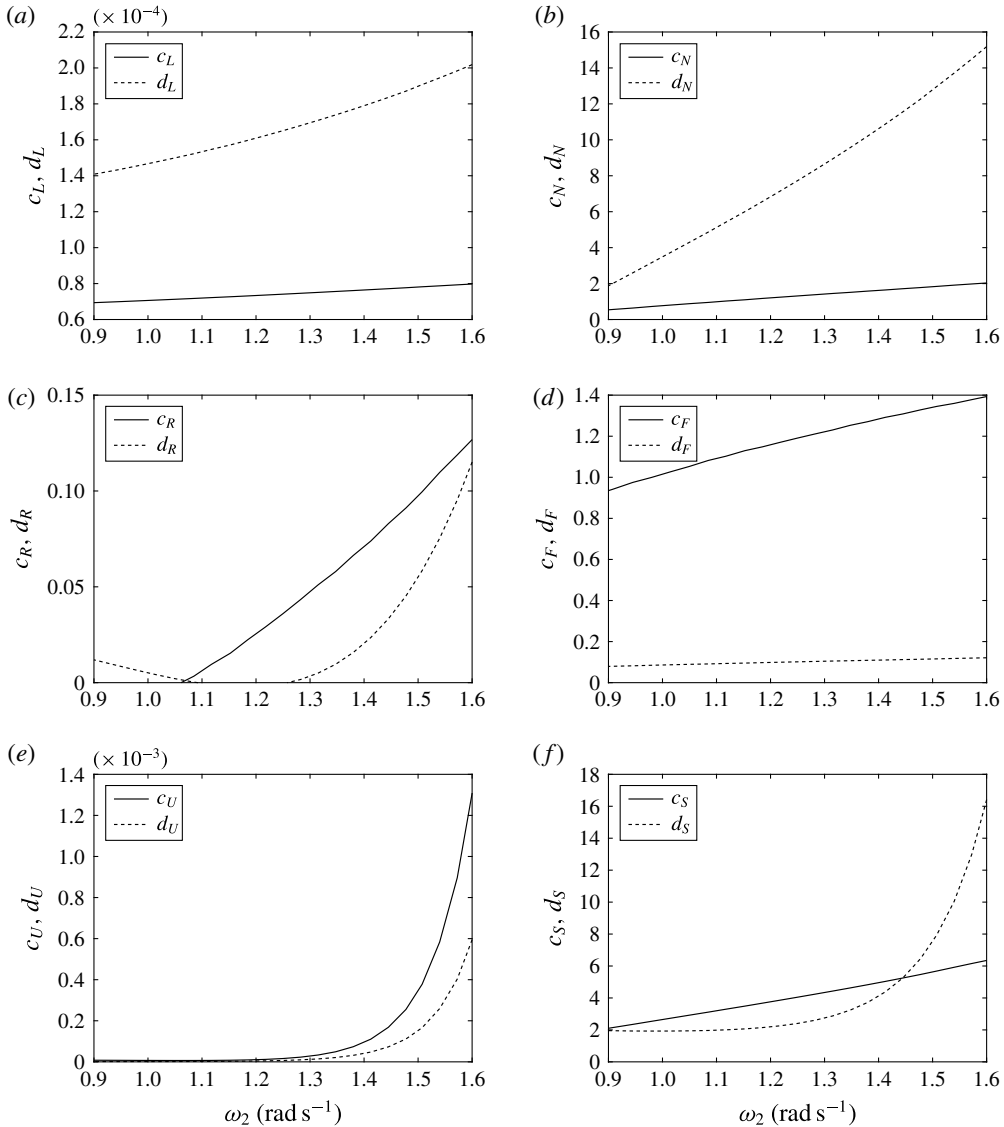 (a)
(× 10⁻⁴)
2.2
2.0
1.8
1.6
1.4
1.2
1.0
0.8
0.6
c_L, d_L
c_L
d_L
0.9 1.0 1.1 1.2 1.3 1.4 1.5 1.6
(b)
16
14
12
10
8
6
4
2
0
c_N, d_N
c_N
d_N
0.9 1.0 1.1 1.2 1.3 1.4 1.5 1.6
(c)
0.15
0.10
0.05
0
c_R, d_R
c_R
d_R
0.9 1.0 1.1 1.2 1.3 1.4 1.5 1.6
(d)
1.4
1.2
1.0
0.8
0.6
0.4
0.2
0
c_F, d_F
c_F
d_F
0.9 1.0 1.1 1.2 1.3 1.4 1.5 1.6
(e)
(× 10⁻³)
1.4
1.2
1.0
0.8
0.6
0.4
0.2
0
c_U, d_U
c_U
d_U
0.9 1.0 1.1 1.2 1.3 1.4 1.5 1.6
ω₂ (rad s⁻¹)
(f)
18
16
14
12
10
8
6
4
2
0
c_S, d_S
c_S
d_S
0.9 1.0 1.1 1.2 1.3 1.4 1.5 1.6
ω₂ (rad s⁻¹)